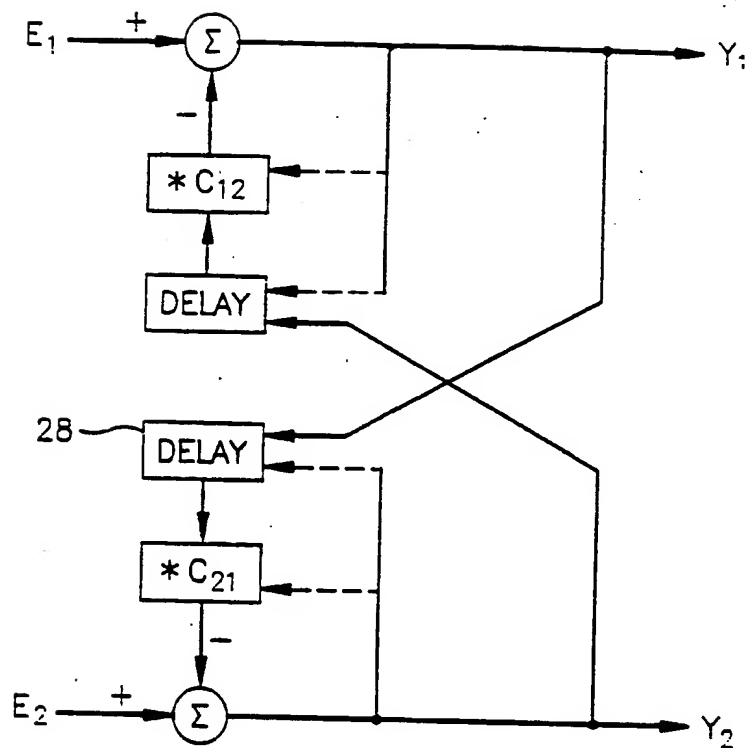 E₁ + Σ Y₁
−
* C₁₂
DELAY
28 DELAY
* C₂₁
−
E₂ + Σ Y₂